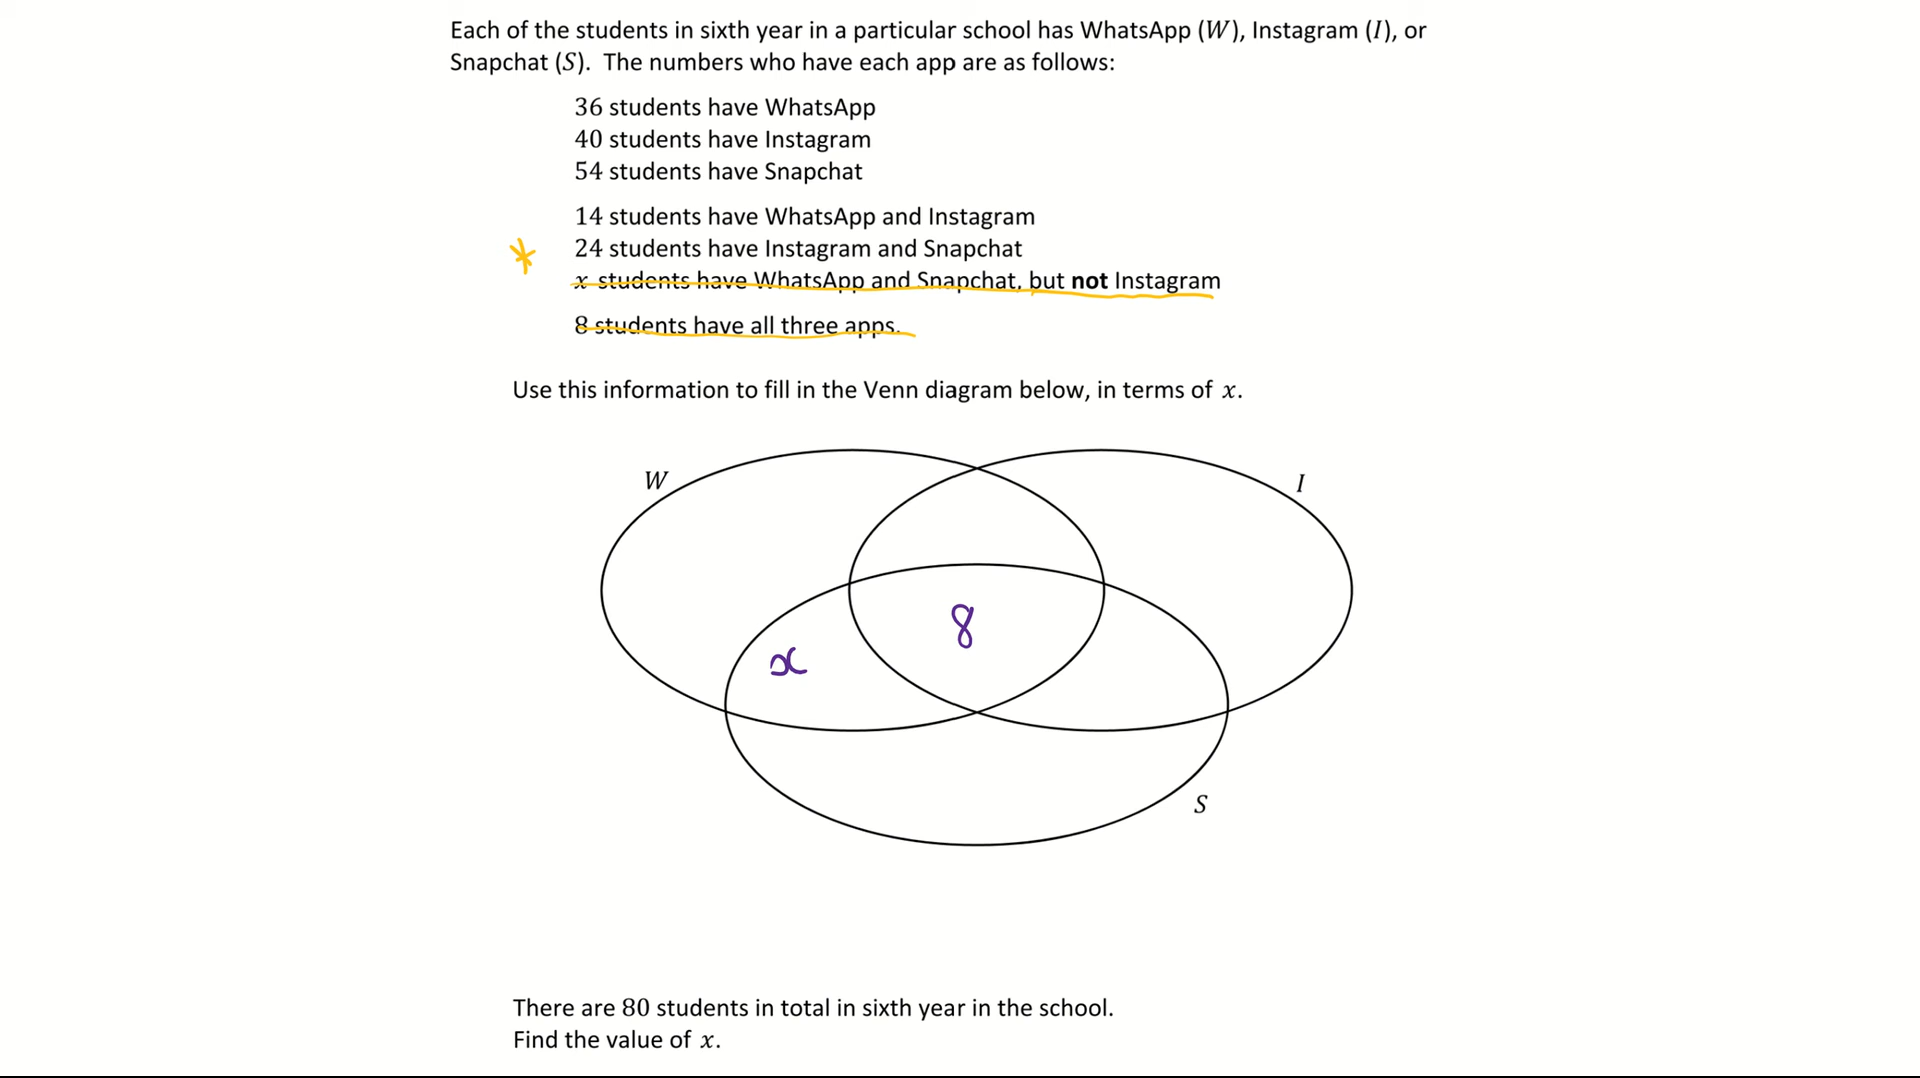 Each of the students in sixth year in a particular school has WhatsApp (W), Instagram (I), or
Snapchat (S). The numbers who have each app are as follows:
36 students have WhatsApp
40 students have Instagram
54 students have Snapchat
14 students have WhatsApp and Instagram
24 students have Instagram and Snapchat
x students have WhatsApp and Snapchat, but not Instagram
8 students have all three apps.
Use this information to fill in the Venn diagram below, in terms of x.
W
I
8
x
S
There are 80 students in total in sixth year in the school.
Find the value of x.